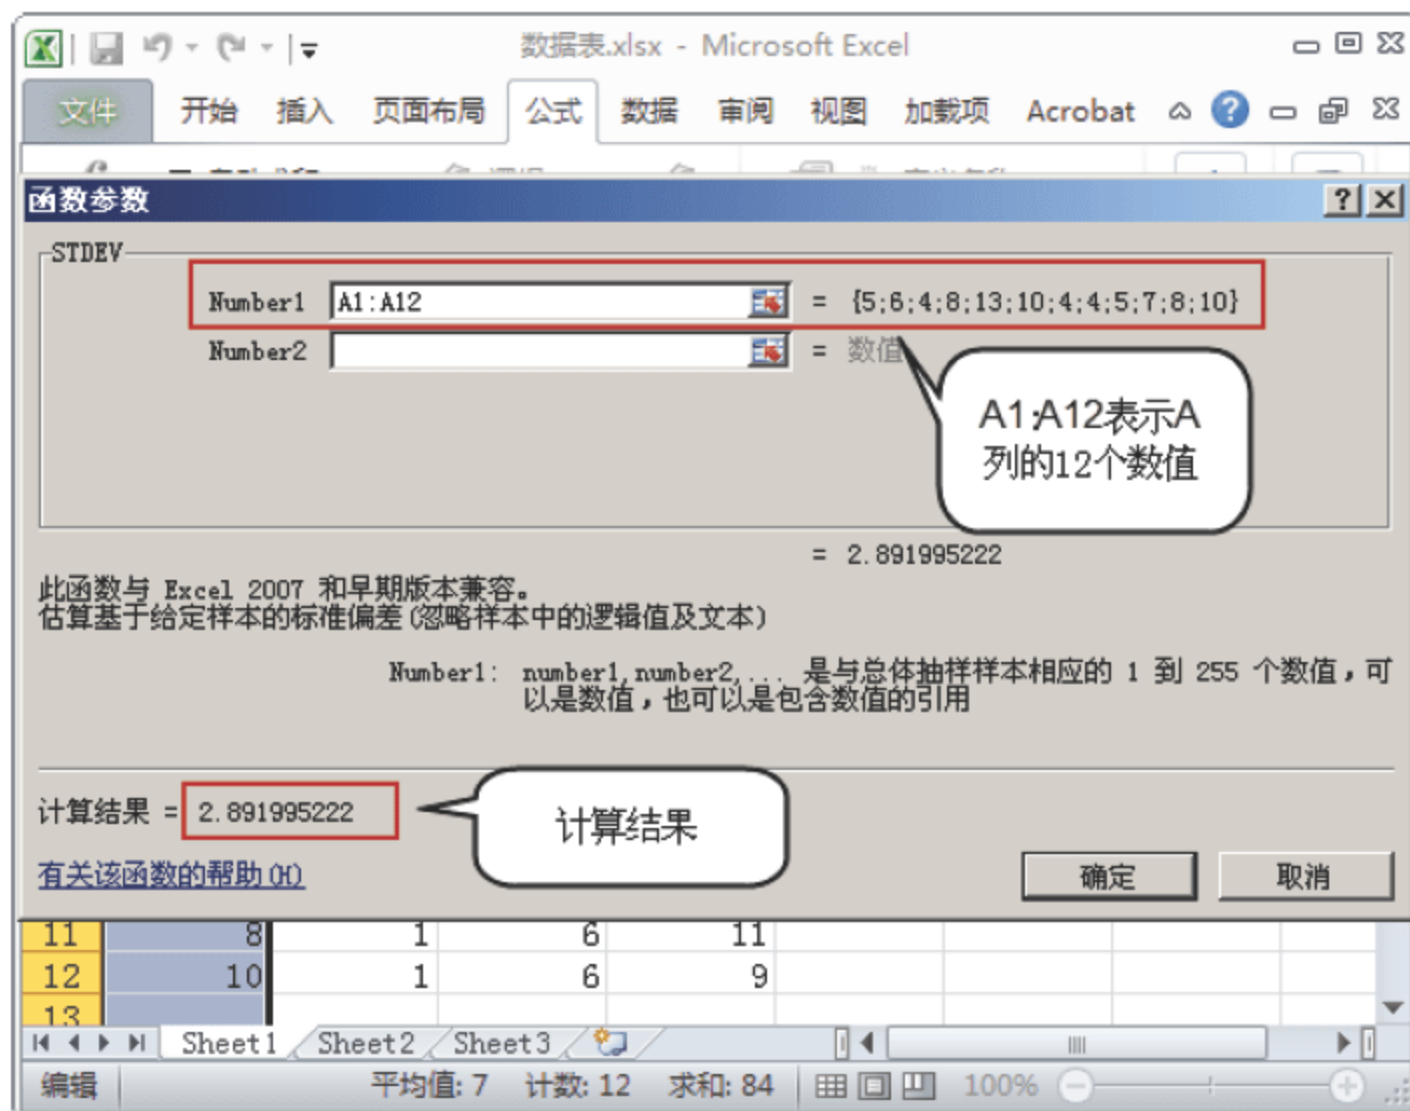 数据表.xlsx - Microsoft Excel
文件 开始 插入 页面布局 公式 数据 审阅 视图 加载项 Acrobat
函数参数
STDEV
Number1 A1:A12 = {5;6;4;8;13;10;4;4;5;7;8;10}
Number2 = 数值
A1:A12表示A
列的12个数值
= 2.891995222
此函数与 Excel 2007 和早期版本兼容。
估算基于给定样本的标准偏差(忽略样本中的逻辑值及文本)
Number1: number1,number2,... 是与总体抽样样本相应的 1 到 255 个数值，可
以是数值，也可以是包含数值的引用
计算结果 = 2.891995222
计算结果
有关该函数的帮助(H)
确定 取消
11 8 1 6 11
12 10 1 6 9
13
Sheet1 Sheet2 Sheet3
编辑 平均值: 7 计数: 12 求和: 84 100%